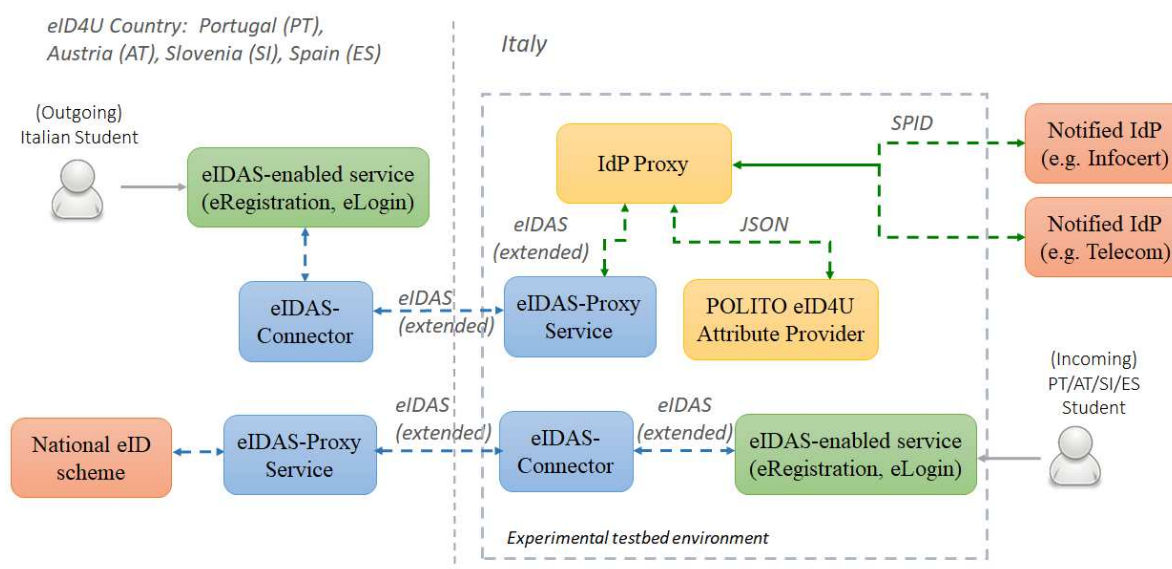 eID4U Country: Portugal (PT),
Austria (AT), Slovenia (SI), Spain (ES)
Italy
(Outgoing)
Italian Student
eIDAS-enabled service
(eRegistration, eLogin)
IdP Proxy
SPID
Notified IdP
(e.g. Infocert)
eIDAS
(extended)
JSON
Notified IdP
(e.g. Telecom)
eIDAS-
Connector
eIDAS
(extended)
eIDAS-Proxy
Service
POLITO eID4U
Attribute Provider
(Incoming)
PT/AT/SI/ES
Student
National eID
scheme
eIDAS-Proxy
Service
eIDAS
(extended)
eIDAS-
Connector
eIDAS
(extended)
eIDAS-enabled service
(eRegistration, eLogin)
Experimental testbed environment